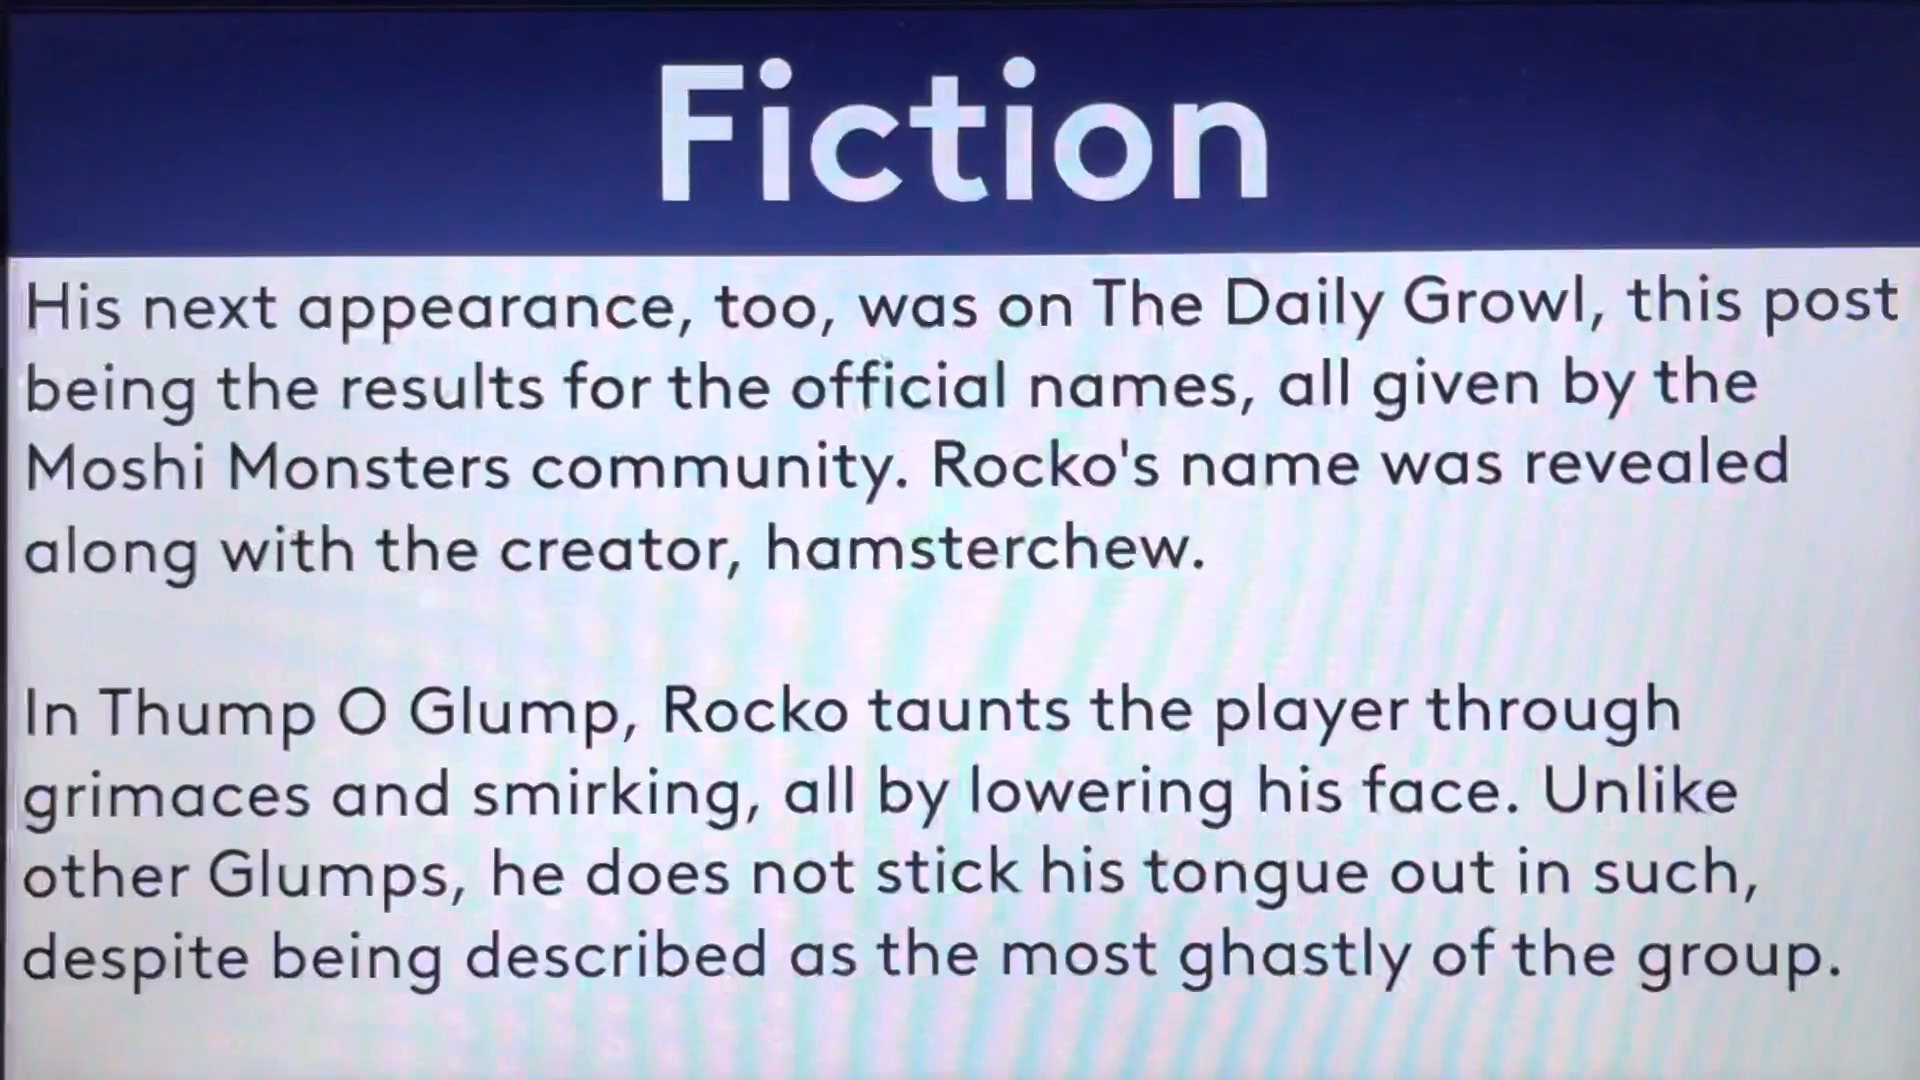 Fiction
His next appearance, too, was on The Daily Growl, this post
being the results for the official names, all given by the
Moshi Monsters community. Rocko's name was revealed
along with the creator, hamsterchew.
In Thump O Glump, Rocko taunts the player through
grimaces and smirking, all by lowering his face. Unlike
other Glumps, he does not stick his tongue out in such,
despite being described as the most ghastly of the group.